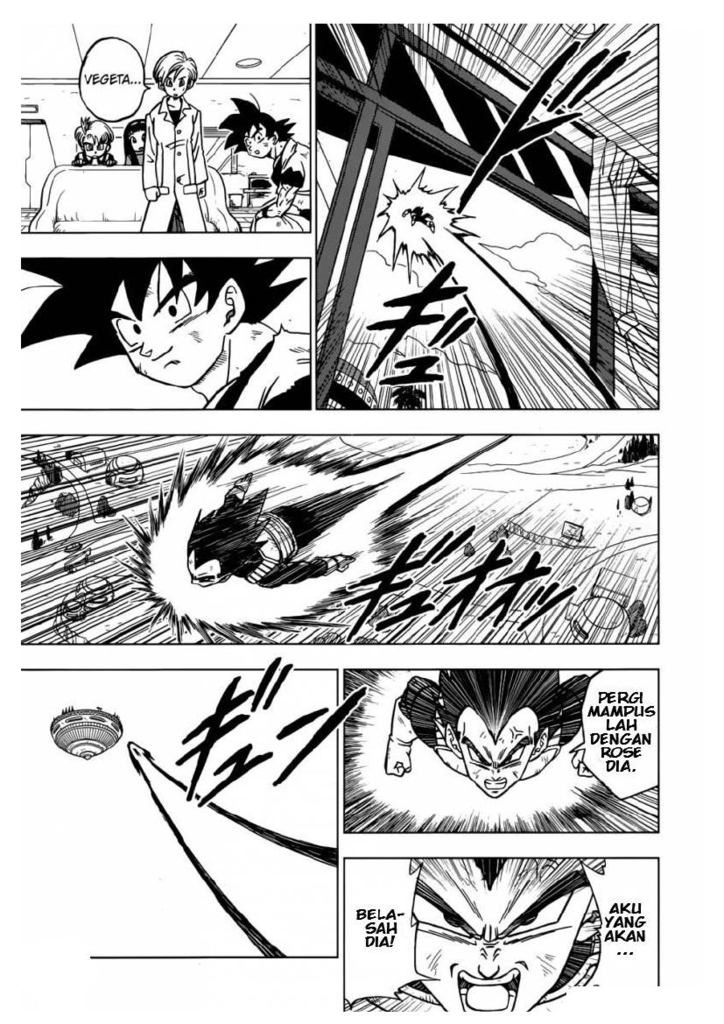 VEGETA...
ドン
ギュ
ギュオオッ
ギュン
PERGI
MAMPUS
LAH
DENGAN
ROSE
DIA.
AKU
YANG
AKAN
...
BELA-
SAH
DIA!